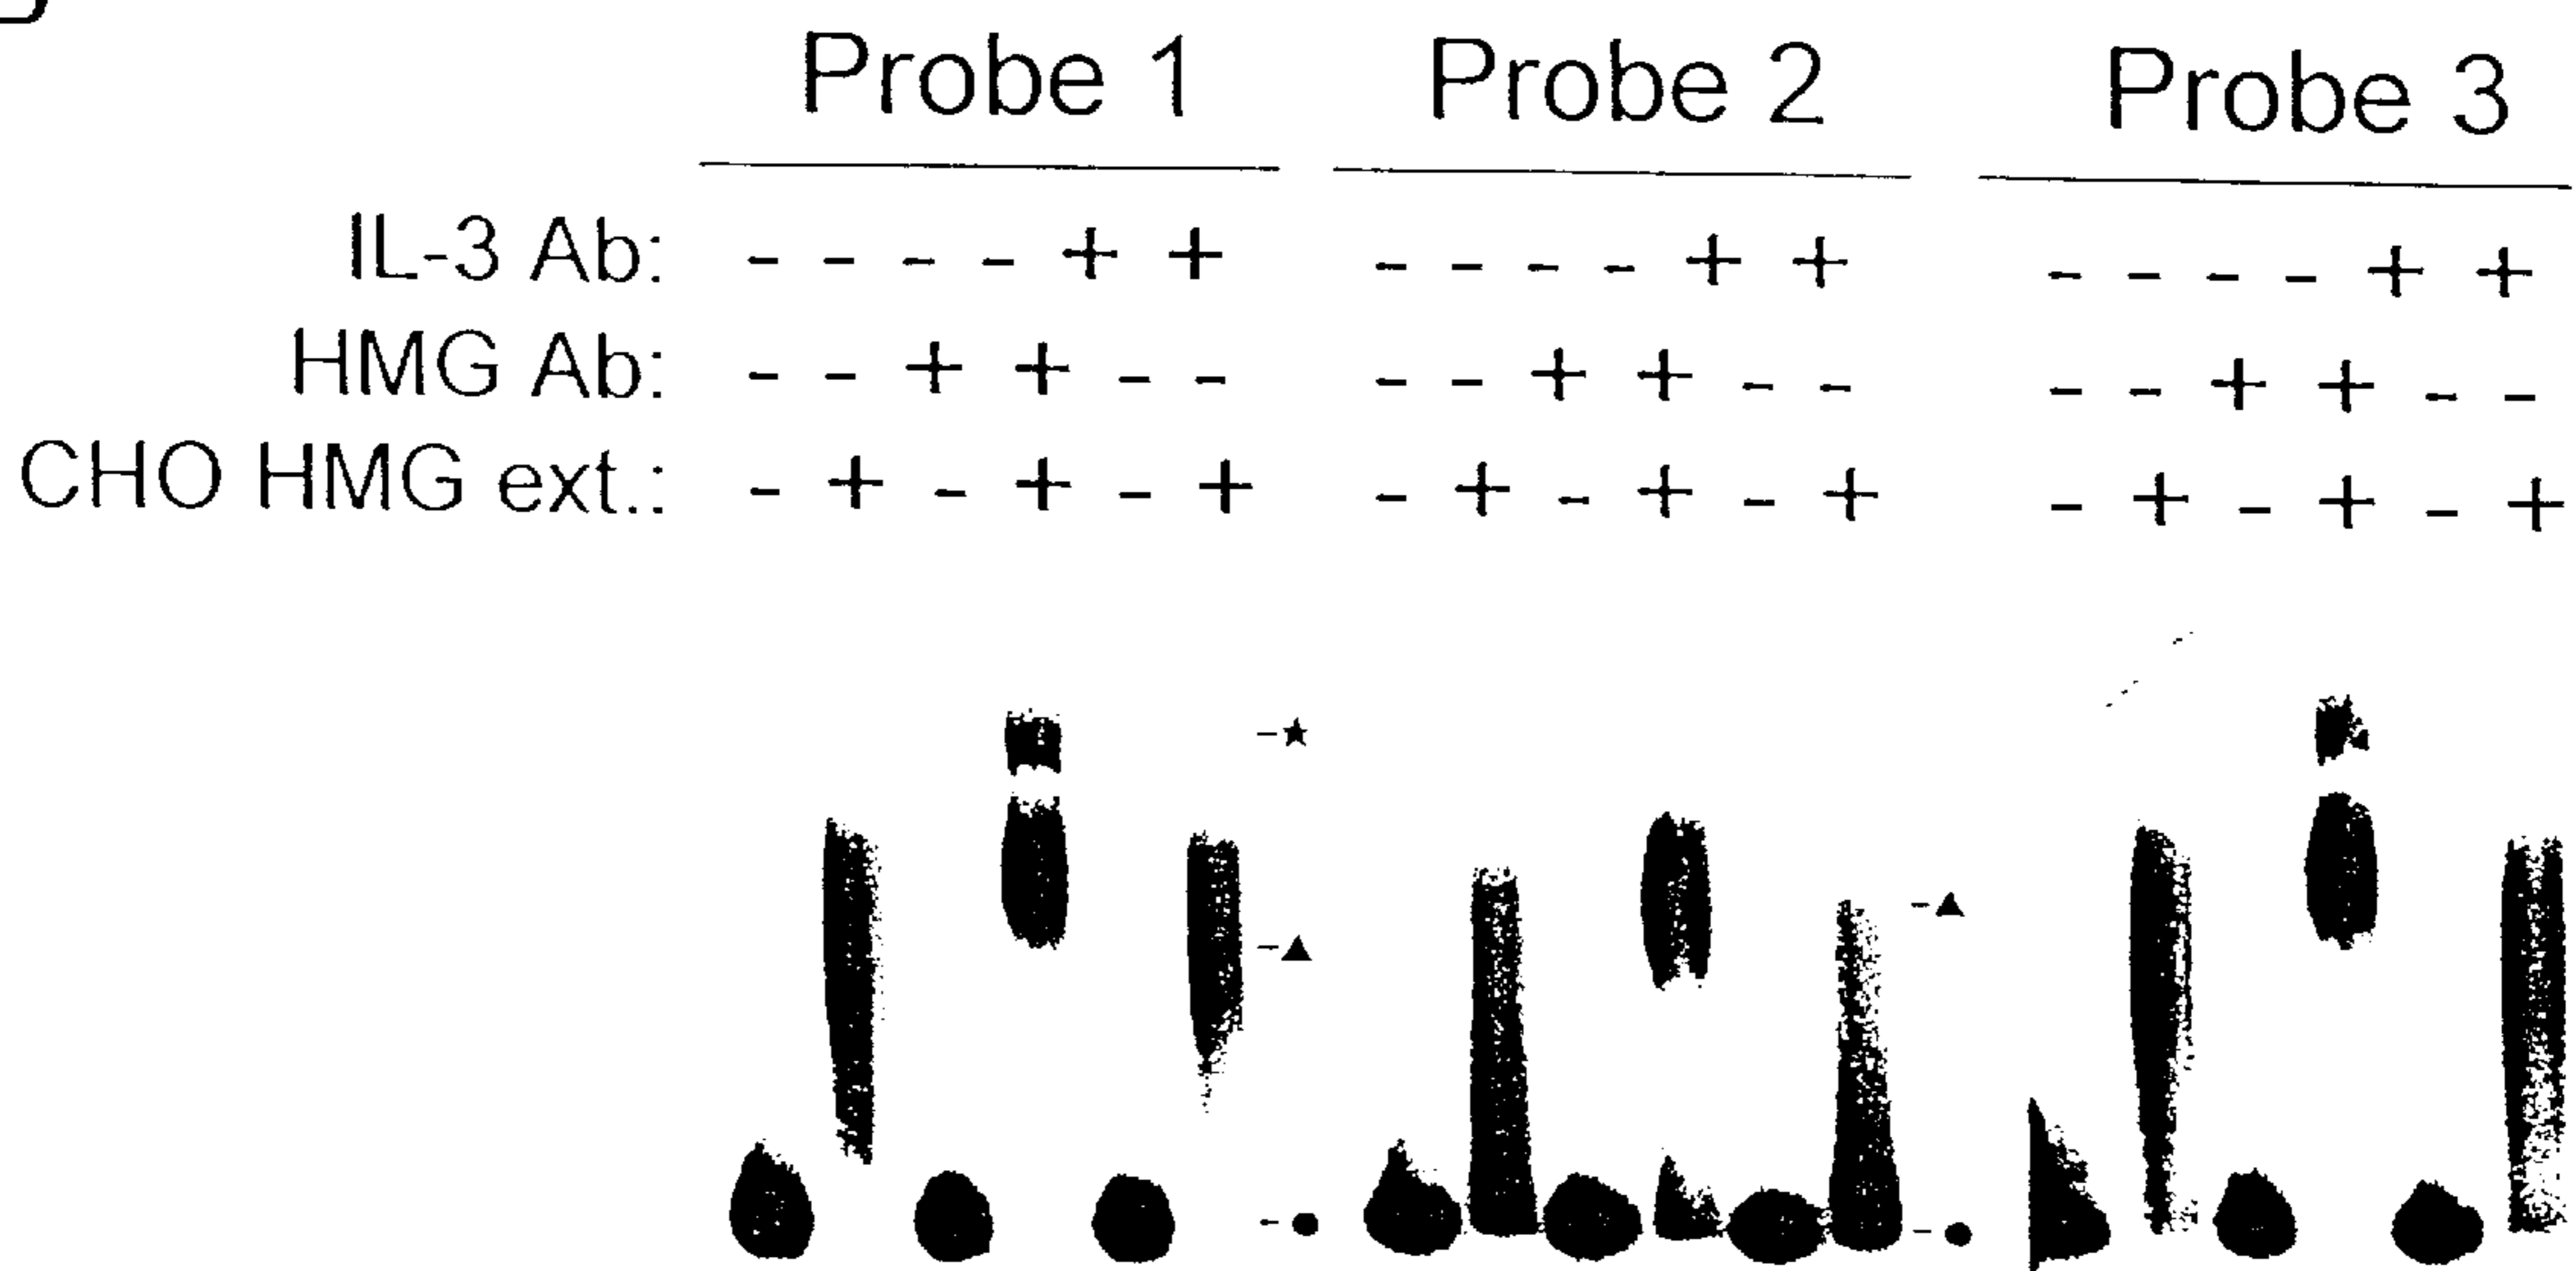 Probe 1 Probe 2 Probe 3
IL-3 Ab: - - - - + + - - - - + + - - - - + +
HMG Ab: - - + + - - - - + + - - - - + + - -
CHO HMG ext.: - + - + - + - + - + - + - + - + - +
-★
-▲ -▲
-● -●